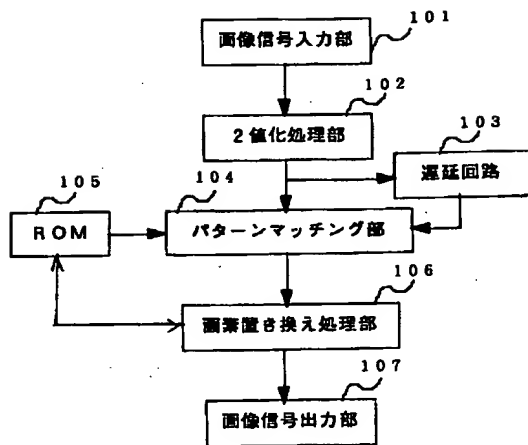 101
画像信号入力部
102
2値化処理部
103
遅延回路
105
104
ROM
パターンマッチング部
106
画素置き換え処理部
107
画像信号出力部